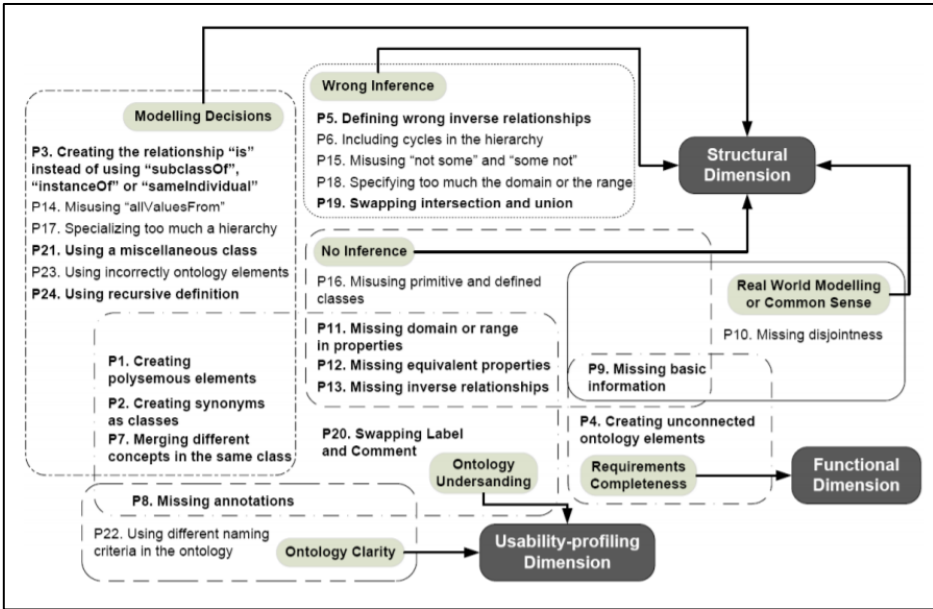 Modelling Decisions
P3. Creating the relationship “is”
instead of using “subclassOf”,
“instanceOf” or “sameIndividual”
P14. Misusing “allValuesFrom”
P17. Specializing too much a hierarchy
P21. Using a miscellaneous class
P23. Using incorrectly ontology elements
P24. Using recursive definition
Wrong Inference
P5. Defining wrong inverse relationships
P6. Including cycles in the hierarchy
P15. Misusing “not some” and “some not”
P18. Specifying too much the domain or the range
P19. Swapping intersection and union
Structural
Dimension
No Inference
P16. Misusing primitive and defined
classes
Real World Modelling
or Common Sense
P10. Missing disjointness
P11. Missing domain or range
in properties
P12. Missing equivalent properties
P13. Missing inverse relationships
P9. Missing basic
information
P1. Creating
polysemous elements
P2. Creating synonyms
as classes
P7. Merging different
concepts in the same class
P20. Swapping Label
and Comment
Ontology
Undersanding
P4. Creating unconnected
ontology elements
Requirements
Completeness
Functional
Dimension
P8. Missing annotations
P22. Using different naming
criteria in the ontology
Ontology Clarity
Usability-profiling
Dimension